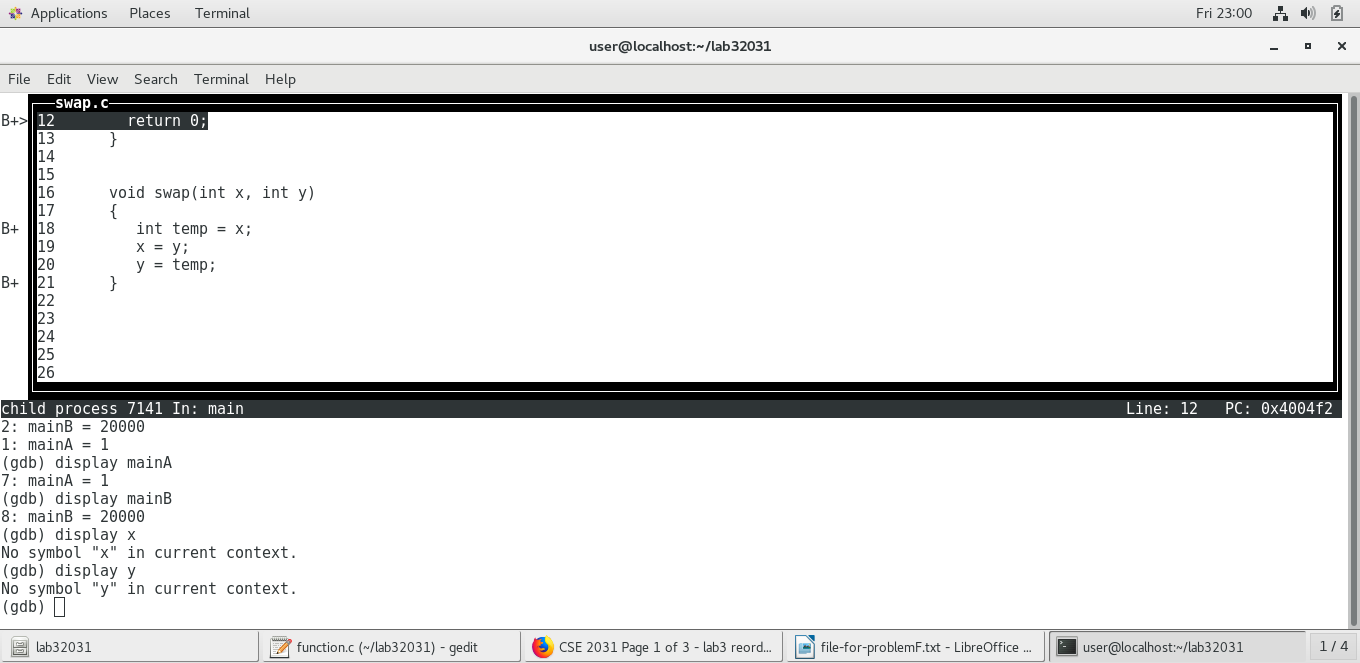 Applications Places Terminal Fri 23:00
user@localhost:~/lab32031
File Edit View Search Terminal Help
swap.c
B+> 12 return 0;
13 }
14
15
16 void swap(int x, int y)
17 {
B+ 18 int temp = x;
19 x = y;
20 y = temp;
B+ 21 }
22
23
24
25
26
child process 7141 In: main Line: 12 PC: 0x4004f2
2: mainB = 20000
1: mainA = 1
(gdb) display mainA
7: mainA = 1
(gdb) display mainB
8: mainB = 20000
(gdb) display x
No symbol "x" in current context.
(gdb) display y
No symbol "y" in current context.
(gdb)
lab32031 function.c (~/lab32031) - gedit CSE 2031 Page 1 of 3 - lab3 reord... file-for-problemF.txt - LibreOffice ... user@localhost:~/lab32031 1 / 4